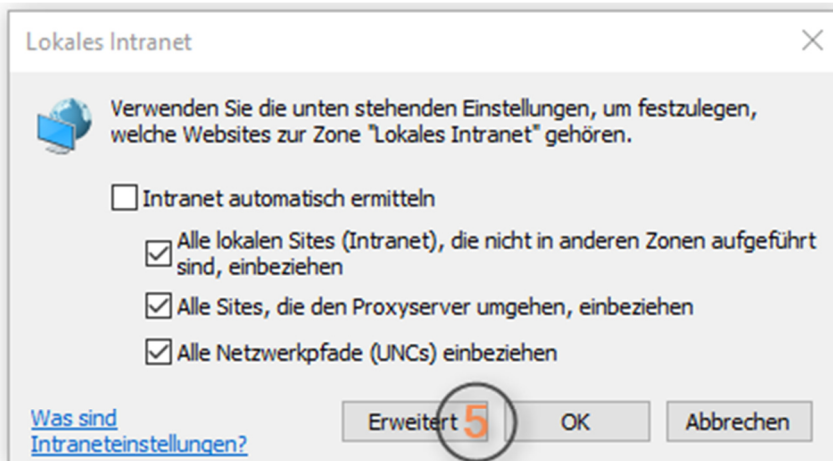 Lokales Intranet
Verwenden Sie die unten stehenden Einstellungen, um festzulegen,
welche Websites zur Zone "Lokales Intranet" gehören.
Intranet automatisch ermitteln
Alle lokalen Sites (Intranet), die nicht in anderen Zonen aufgeführt
sind, einbeziehen
Alle Sites, die den Proxyserver umgehen, einbeziehen
Alle Netzwerkpfade (UNCs) einbeziehen
Was sind
Intraneteinstellungen?
Erweitert 5 OK Abbrechen